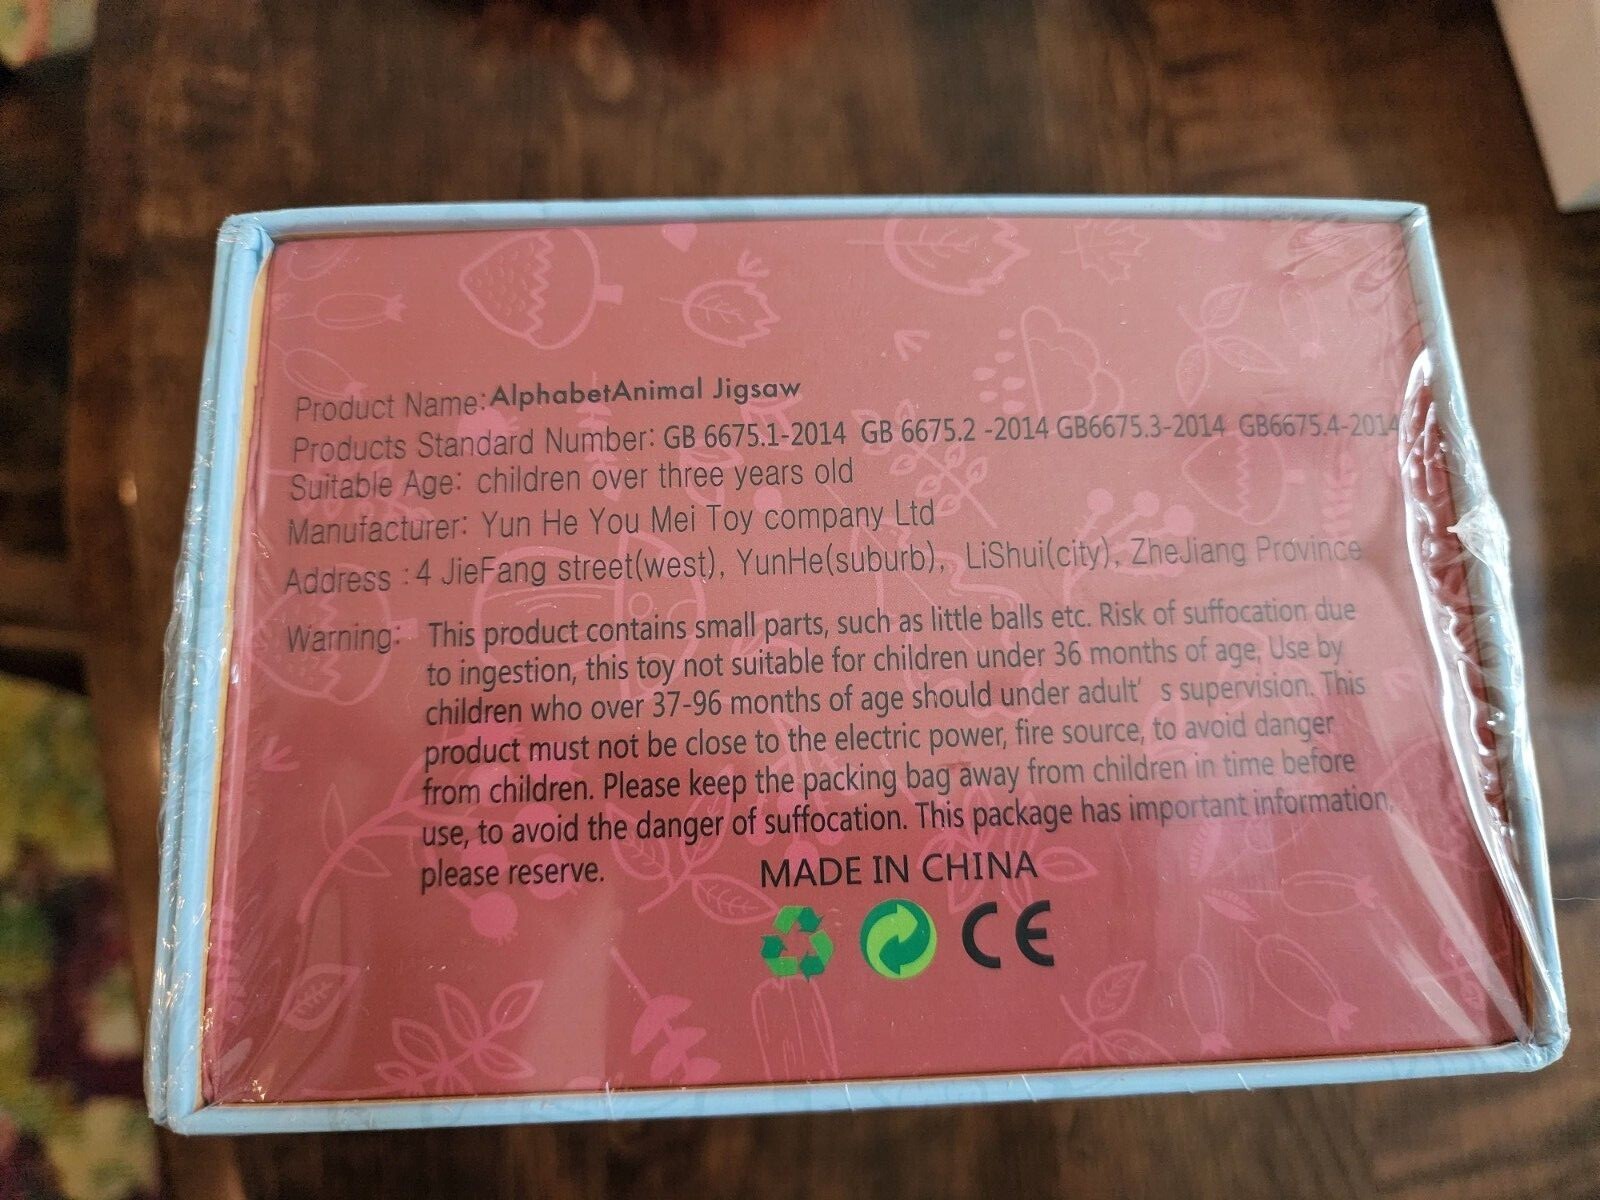 Product Name: AlphabetAnimal Jigsaw
Products Standard Number: GB 6675.1-2014 GB 6675.2 -2014 GB6675.3-2014 GB6675.4-2014
Suitable Age: children over three years old
Manufacturer: Yun He You Mei Toy company Ltd
Address : 4 JieFang street(west), YunHe(suburb), LiShui(city), ZheJiang Province
Warning: This product contains small parts, such as little balls etc. Risk of suffocation due
to ingestion, this toy not suitable for children under 36 months of age, Use by
children who over 37-96 months of age should under adult' s supervision. This
product must not be close to the electric power, fire source, to avoid danger
from children. Please keep the packing bag away from children in time before
use, to avoid the danger of suffocation. This package has important information,
please reserve.
MADE IN CHINA
CE